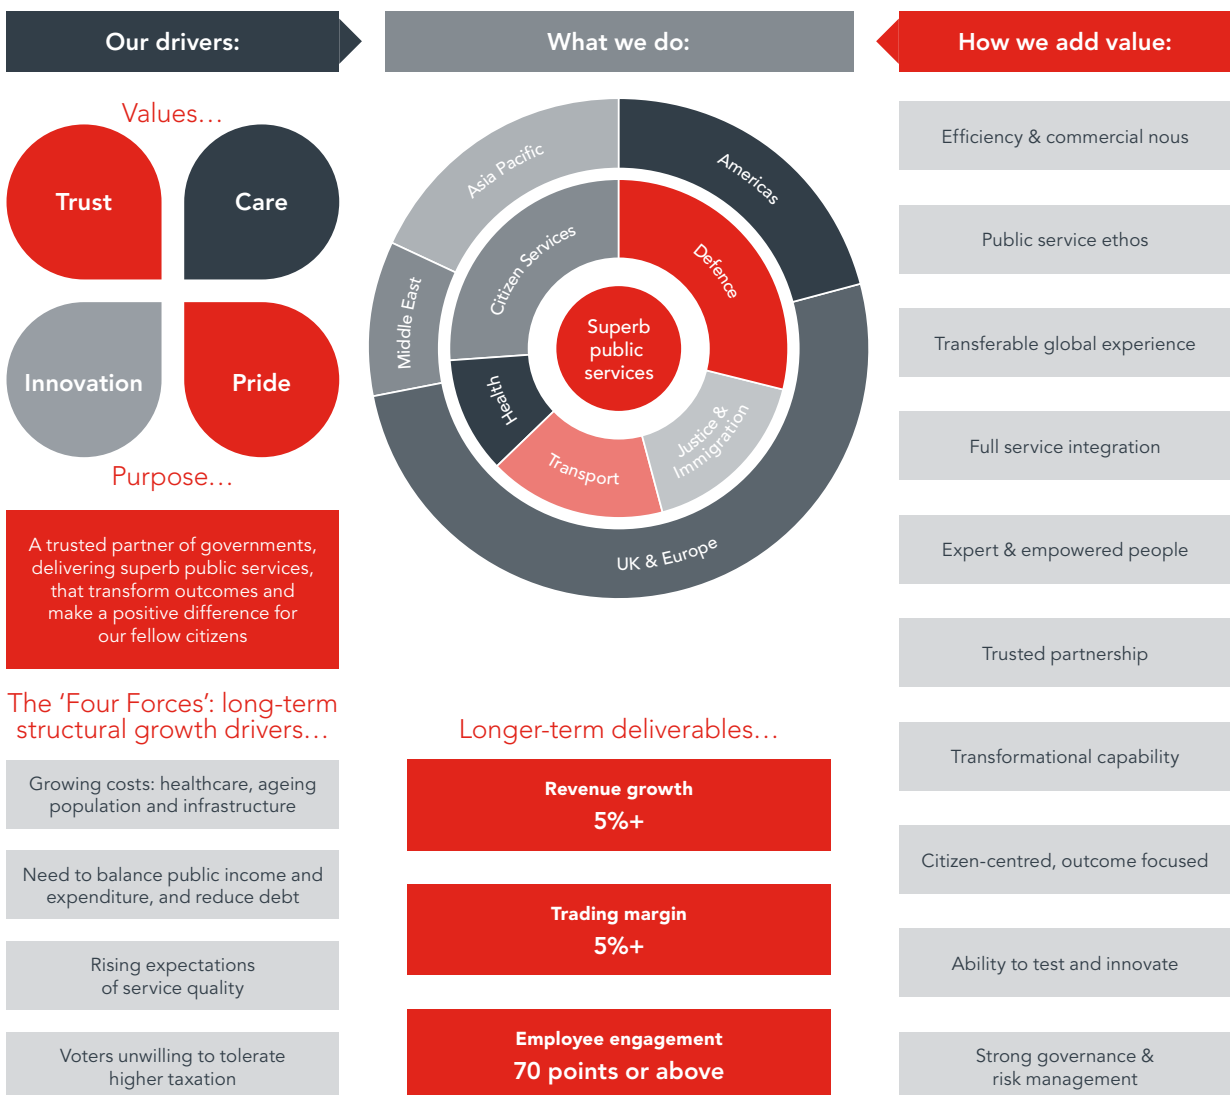 Our drivers:
Values…
Trust
Care
Innovation
Pride
Purpose…
A trusted partner of governments,
delivering superb public services,
that transform outcomes and
make a positive difference for
our fellow citizens
The ‘Four Forces’: long-term
structural growth drivers…
Growing costs: healthcare, ageing
population and infrastructure
Need to balance public income and
expenditure, and reduce debt
Rising expectations
of service quality
Voters unwilling to tolerate
higher taxation
What we do:
Asia Pacific
Americas
Middle East
UK & Europe
Citizen Services
Defence
Health
Transport
Justice &
Immigration
Superb
public
services
Longer-term deliverables…
Revenue growth
5%+
Trading margin
5%+
Employee engagement
70 points or above
How we add value:
Efficiency & commercial nous
Public service ethos
Transferable global experience
Full service integration
Expert & empowered people
Trusted partnership
Transformational capability
Citizen-centred, outcome focused
Ability to test and innovate
Strong governance &
risk management